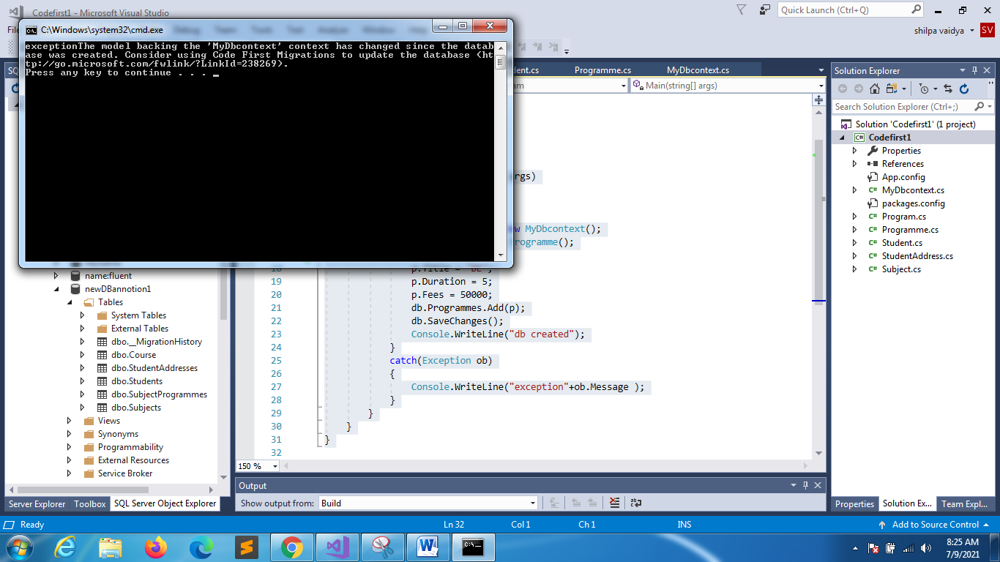 Codefirst1 - Microsoft Visual Studio
Quick Launch (Ctrl+Q)
shilpa vaidya
SV
C:\Windows\system32\cmd.exe
exceptionThe model backing the 'MyDbcontext' context has changed since the datab
ase was created. Consider using Code First Migrations to update the database (ht
tp://go.microsoft.com/fwlink/?LinkId=238269).
Press any key to continue . . . _
dent.cs Programme.cs MyDbcontext.cs
am Main(string[] args)
rgs)
w MyDbcontext();
rogramme();
18 p.Title = "BE";
19 p.Duration = 5;
20 p.Fees = 50000;
21 db.Programmes.Add(p);
22 db.SaveChanges();
23 Console.WriteLine("db created");
24 }
25 catch(Exception ob)
26 {
27 Console.WriteLine("exception"+ob.Message );
28 }
29 }
30 }
31 }
32
150 %
name:fluent
newDBannotion1
Tables
System Tables
External Tables
dbo.__MigrationHistory
dbo.Course
dbo.StudentAddresses
dbo.Students
dbo.SubjectProgrammes
dbo.Subjects
Views
Synonyms
Programmability
External Resources
Service Broker
Server Explorer Toolbox SQL Server Object Explorer
Output
Show output from: Build
Solution Explorer
Search Solution Explorer (Ctrl+;)
Solution 'Codefirst1' (1 project)
C# Codefirst1
Properties
References
App.config
C# MyDbcontext.cs
packages.config
C# Program.cs
C# Programme.cs
C# Student.cs
C# StudentAddress.cs
C# Subject.cs
Properties Solution Ex... Team Expl...
Ready Ln 32 Col 1 Ch 1 INS Add to Source Control
8:25 AM
7/9/2021